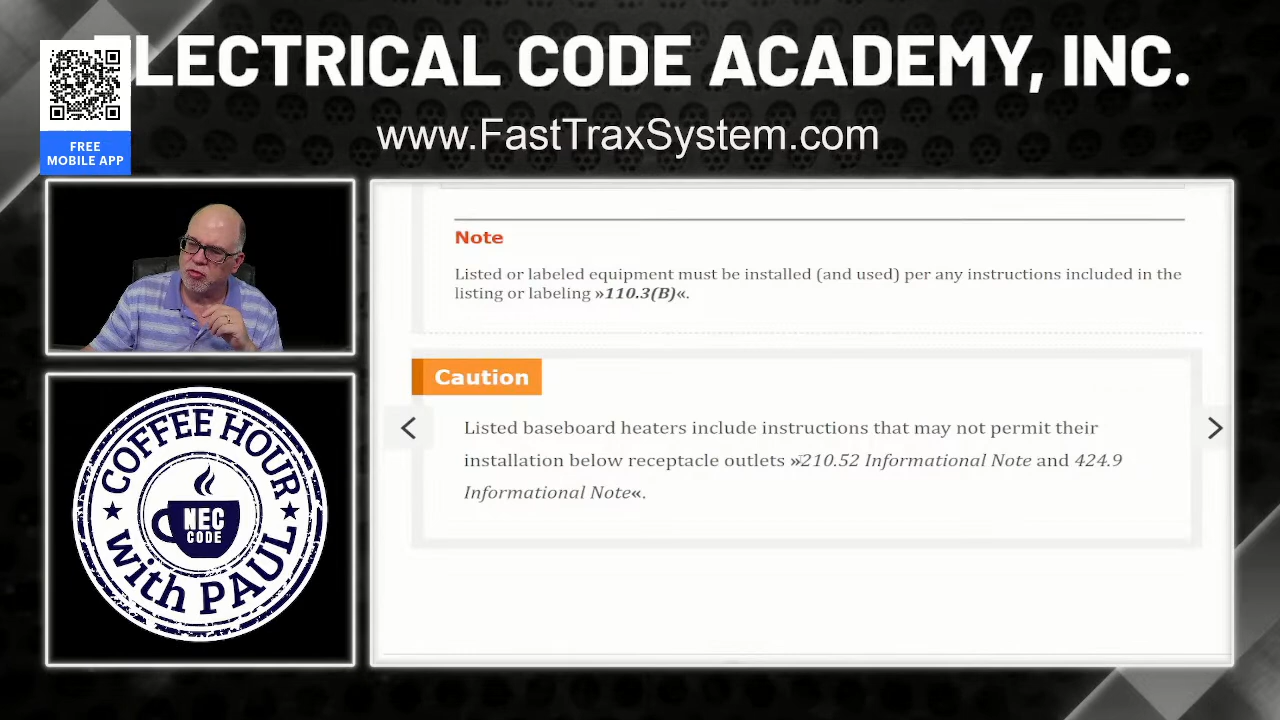 ELECTRICAL CODE ACADEMY, INC.
www.FastTraxSystem.com
FREE
MOBILE APP
Note
Listed or labeled equipment must be installed (and used) per any instructions included in the
listing or labeling »110.3(B)«.
Caution
Listed baseboard heaters include instructions that may not permit their
installation below receptacle outlets »210.52 Informational Note and 424.9
Informational Note«.
COFFEE HOUR
NEC
CODE
with PAUL